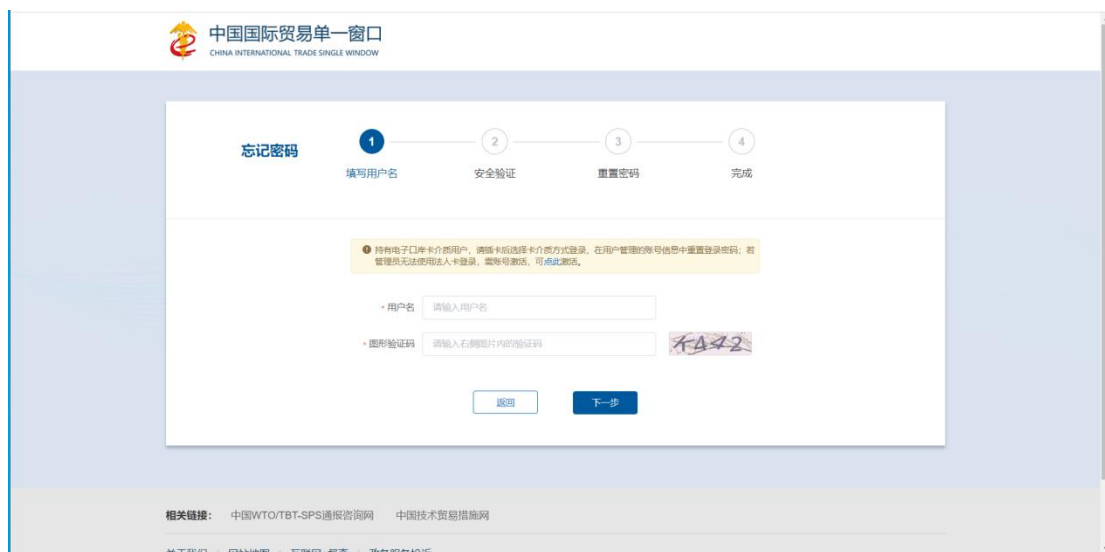 中国国际贸易单一窗口
CHINA INTERNATIONAL TRADE SINGLE WINDOW
忘记密码
1 2 3 4
填写用户名 安全验证 重置密码 完成
持有电子口岸卡介质用户,请插卡后选择卡介质方式登录,在用户管理的账号信息中重置登录密码;若
管理员无法使用法人卡登录,需账号激活,可点此激活。
* 用户名 请输入用户名
* 图形验证码 请输入右侧图片内的验证码
返回 下一步
相关链接: 中国WTO/TBT-SPS通报咨询网 中国技术贸易措施网